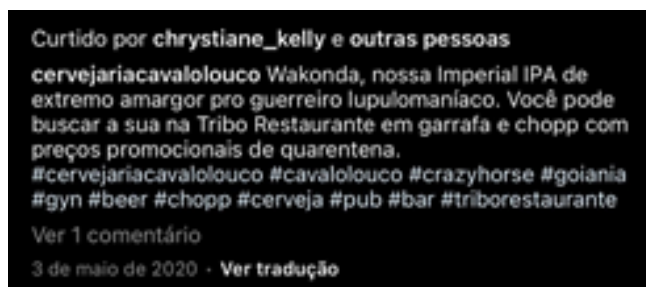 Curtido por chrystiane_kelly e outras pessoas
cervejariacavalolouco Wakonda, nossa Imperial IPA de
extremo amargor pro guerreiro lupulomaníaco. Você pode
buscar a sua na Tribo Restaurante em garrafa e chopp com
preços promocionais de quarentena.
#cervejariacavalolouco #cavalolouco #crazyhorse #goiania
#gyn #beer #chopp #cerveja #pub #bar #triborestaurante
Ver 1 comentário
3 de maio de 2020 · Ver tradução